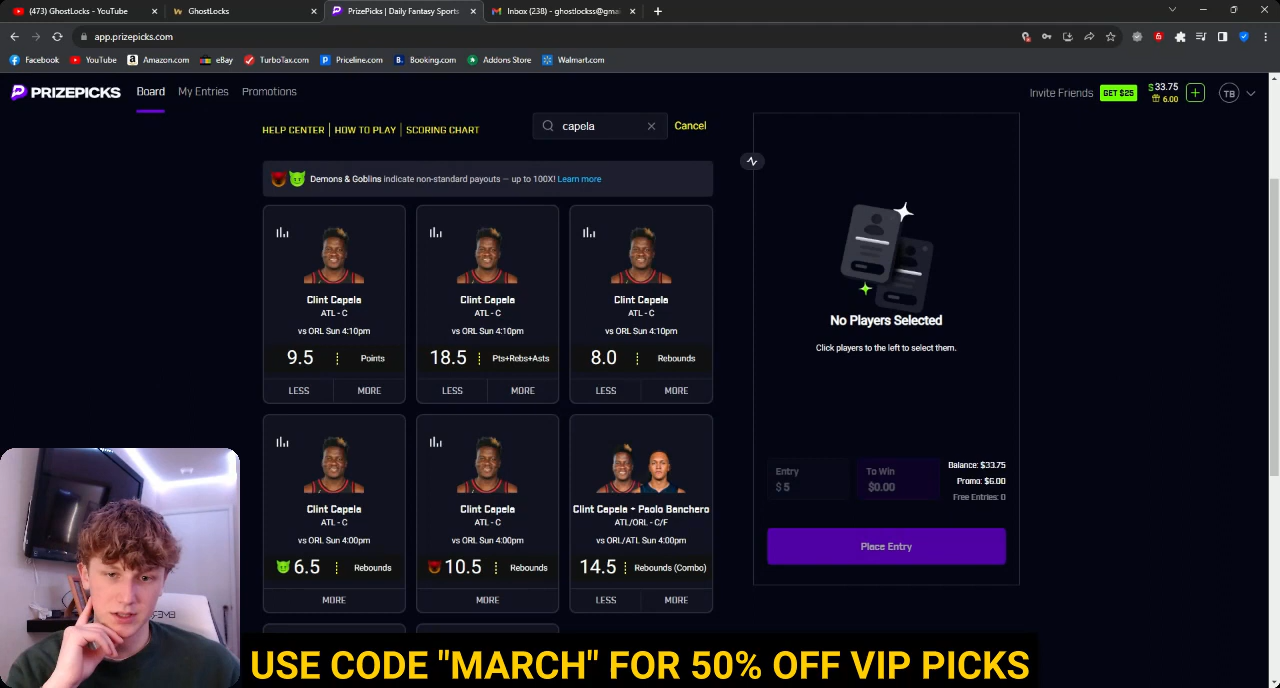 (473) GhostLocks - YouTube
GhostLocks
PrizePicks | Daily Fantasy Sports
Inbox (238) - ghostlockss@gma
app.prizepicks.com
Facebook
YouTube
Amazon.com
eBay
TurboTax.com
Priceline.com
Booking.com
Addons Store
Walmart.com
PRIZEPICKS
Board
My Entries
Promotions
Invite Friends
GET $25
$33.75
6.00
TB
HELP CENTER
HOW TO PLAY
SCORING CHART
capela
Cancel
Demons & Goblins indicate non-standard payouts — up to 100X! Learn more
Clint Capela
ATL - C
vs ORL Sun 4:10pm
9.5 Points
LESS MORE
Clint Capela
ATL - C
vs ORL Sun 4:10pm
18.5 Pts+Rebs+Asts
LESS MORE
Clint Capela
ATL - C
vs ORL Sun 4:10pm
8.0 Rebounds
LESS MORE
Clint Capela
ATL - C
vs ORL Sun 4:00pm
6.5 Rebounds
MORE
Clint Capela
ATL - C
vs ORL Sun 4:00pm
10.5 Rebounds
MORE
Clint Capela + Paolo Banchero
ATL/ORL - C/F
vs ORL/ATL Sun 4:00pm
14.5 Rebounds (Combo)
LESS MORE
No Players Selected
Click players to the left to select them.
Entry
$ 5
To Win
$0.00
Balance: $33.75
Promo: $6.00
Free Entries: 0
Place Entry
USE CODE "MARCH" FOR 50% OFF VIP PICKS